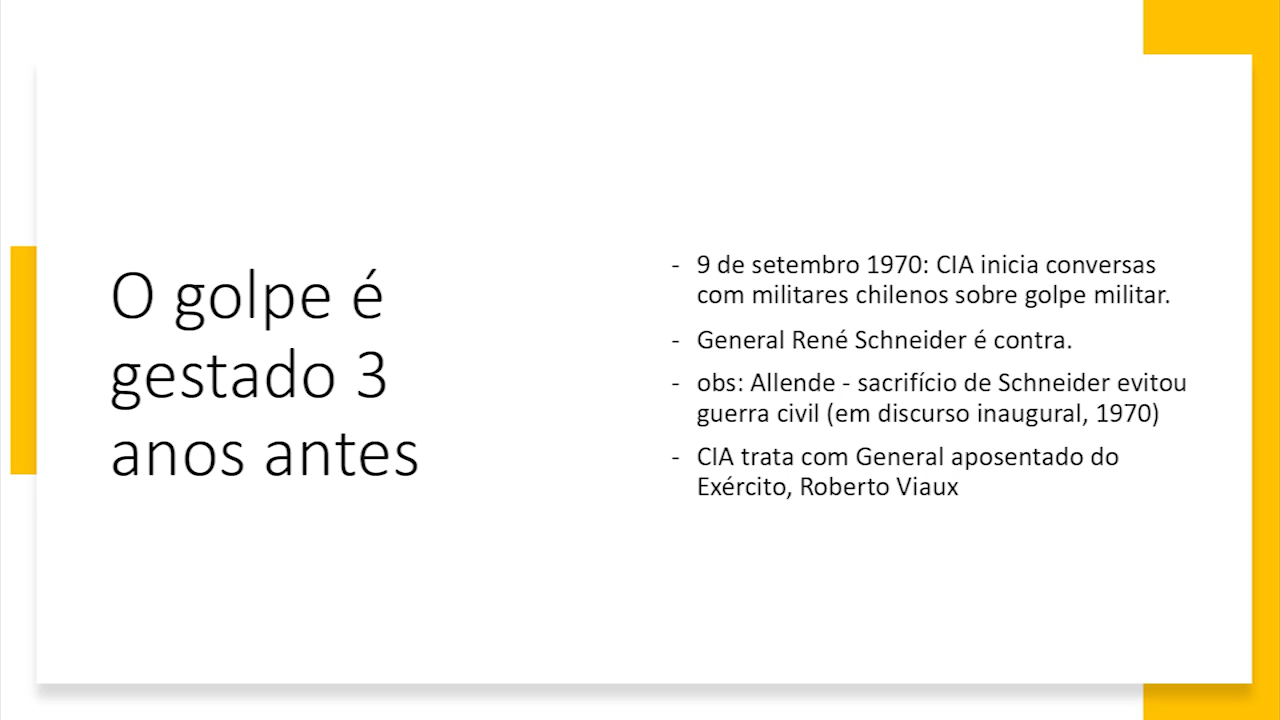 O golpe é
gestado 3
anos antes
- 9 de setembro 1970: CIA inicia conversas
com militares chilenos sobre golpe militar.
- General René Schneider é contra.
- obs: Allende - sacrifício de Schneider evitou
guerra civil (em discurso inaugural, 1970)
- CIA trata com General aposentado do
Exército, Roberto Viaux